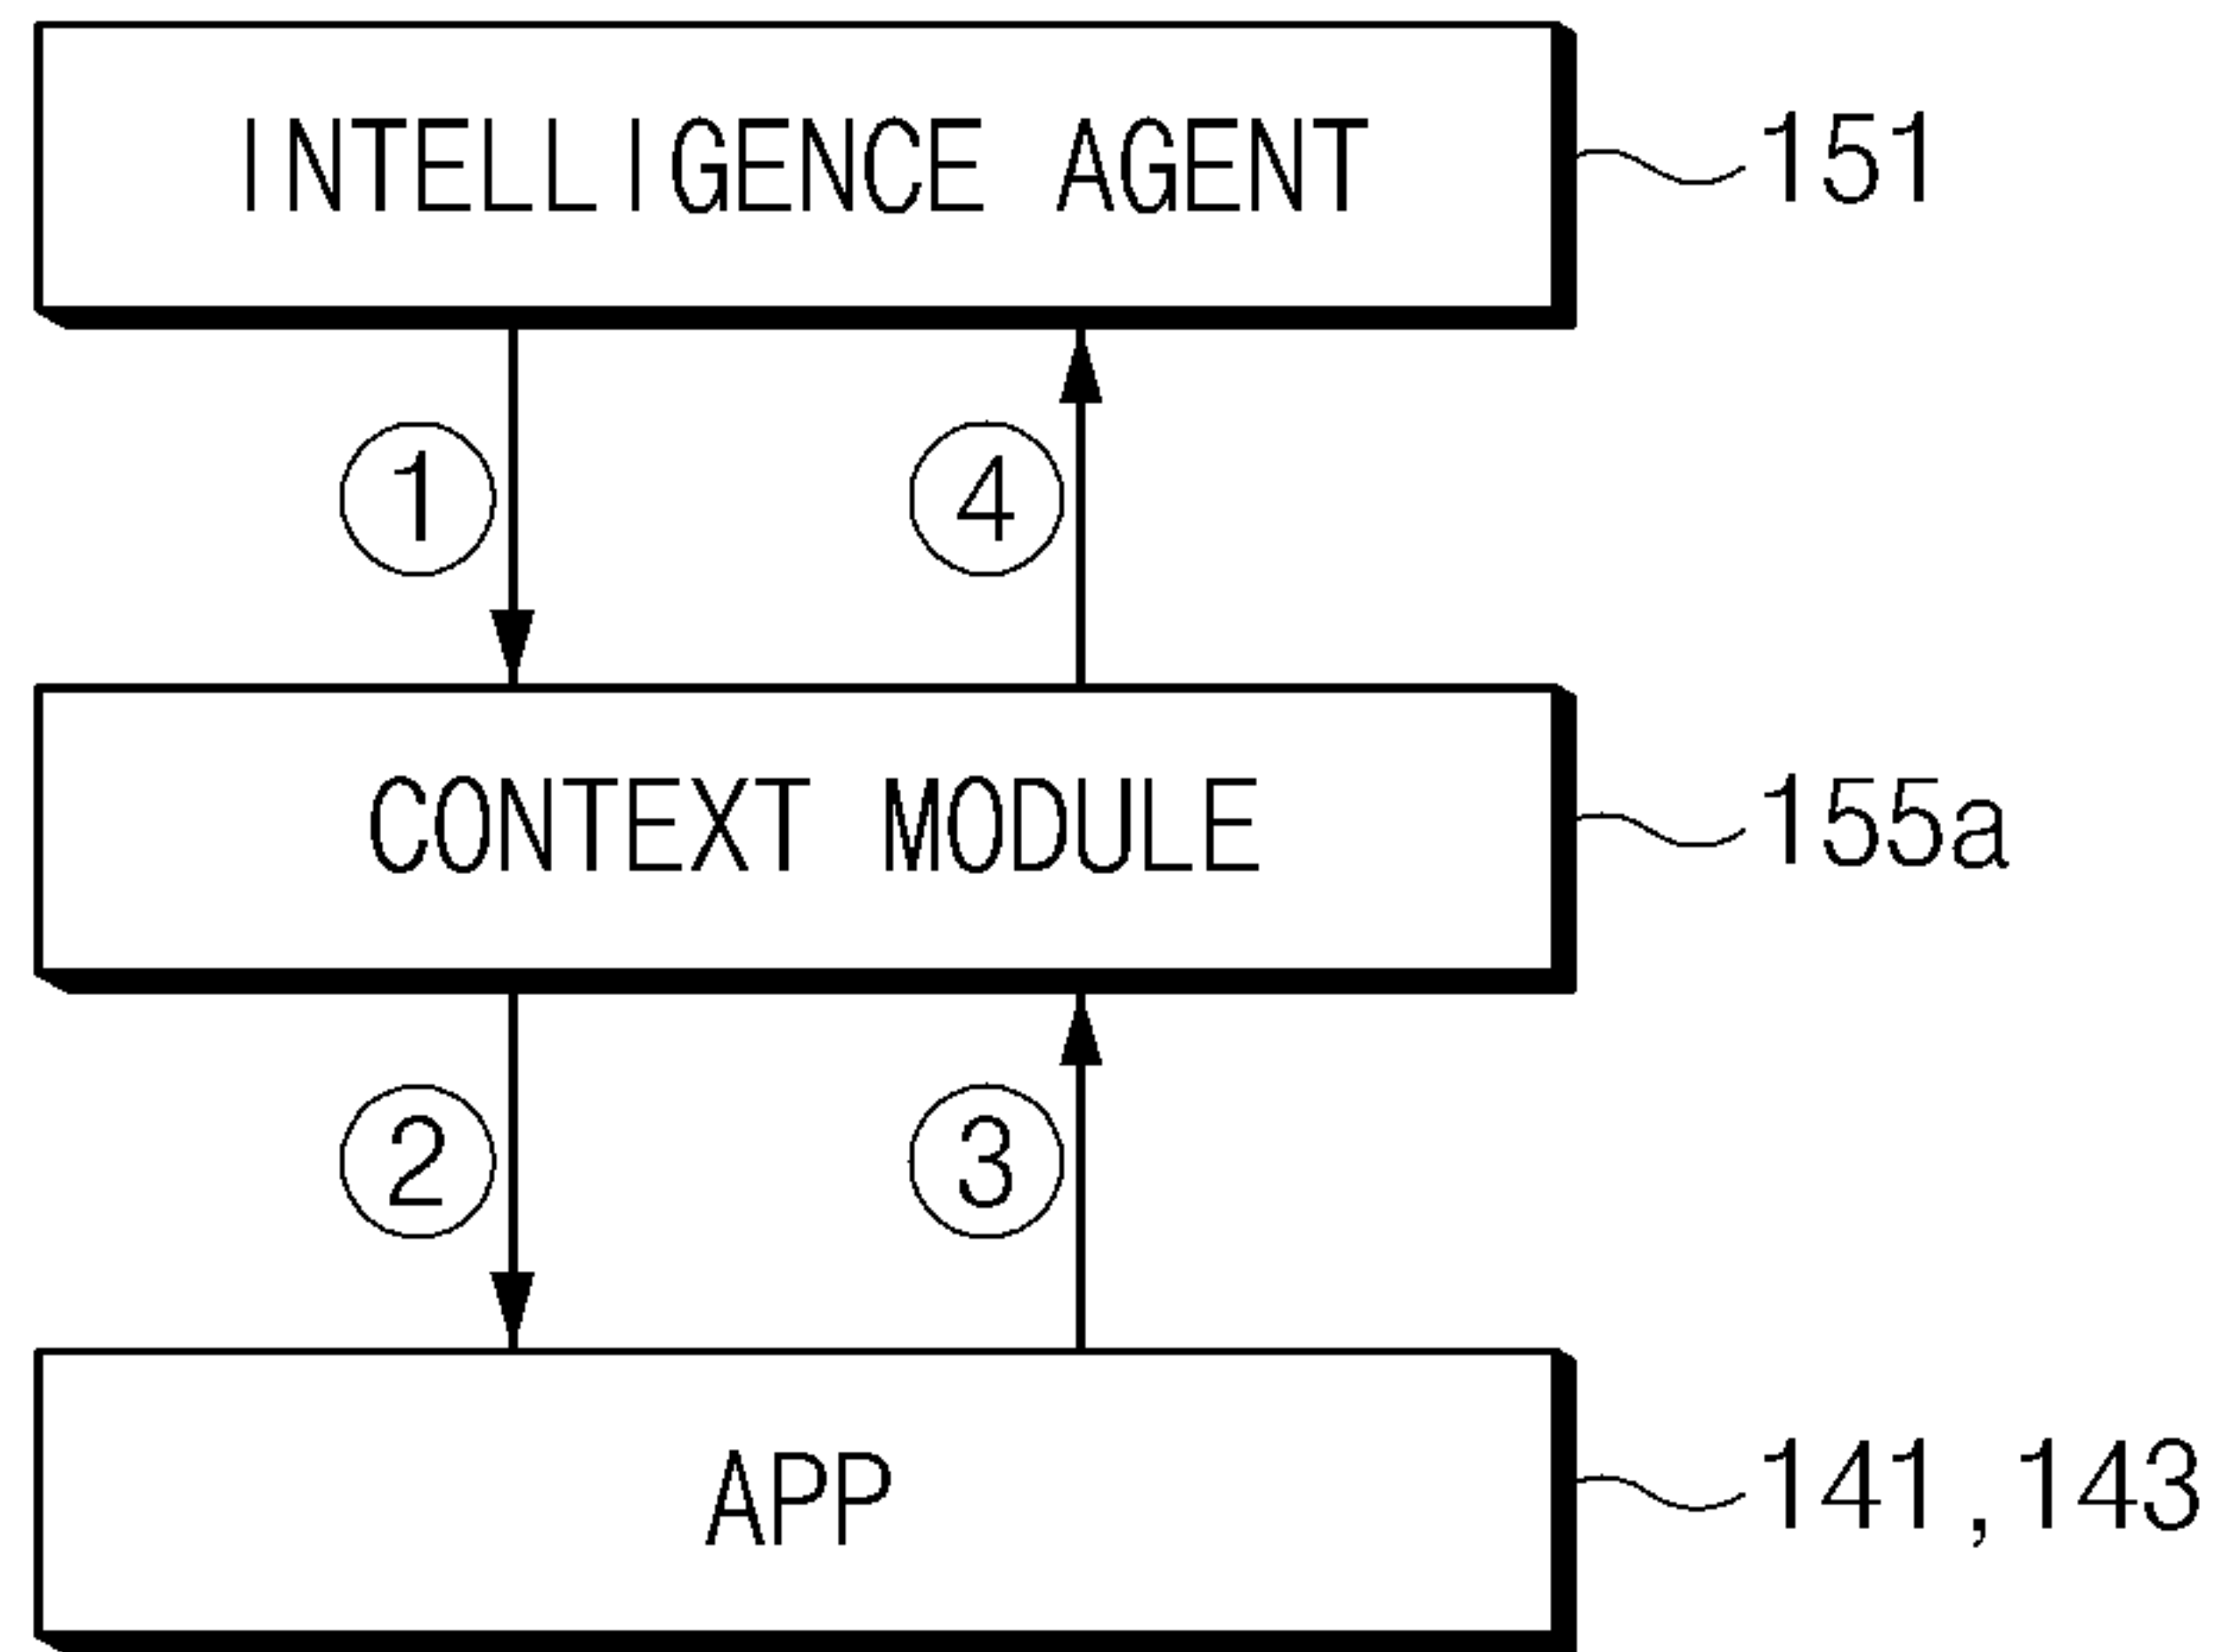 INTELLIGENCE AGENT 151
1 4
CONTEXT MODULE 155a
2 3
APP 141,143